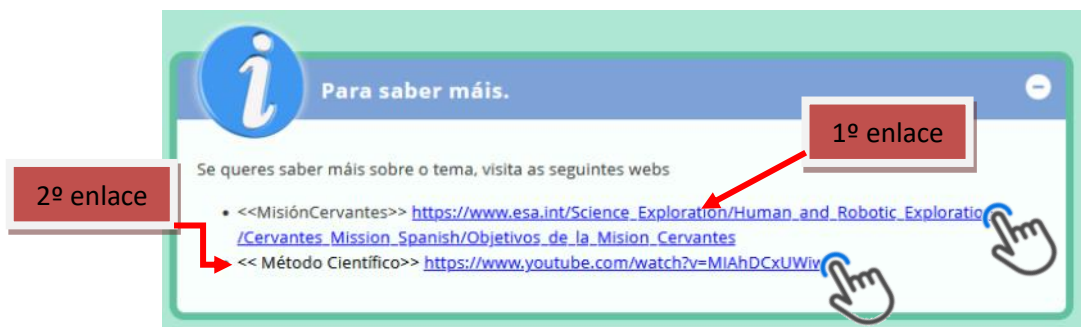 Para saber máis.
1º enlace
Se queres saber máis sobre o tema, visita as seguintes webs
2º enlace
<<MisiónCervantes>> https://www.esa.int/Science_Exploration/Human_and_Robotic_Exploratio
/Cervantes_Mission_Spanish/Objetivos_de_la_Mision_Cervantes
<< Método Científico>> https://www.youtube.com/watch?v=MIAhDCxUWiw